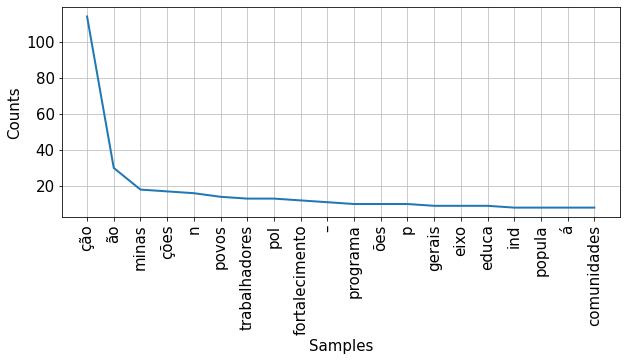 100
80
60
40
20
Counts
ção
ão
minas
ções
n
povos
trabalhadores
pol
fortalecimento
–
programa
ões
p
gerais
eixo
educa
ind
popula
á
comunidades
Samples